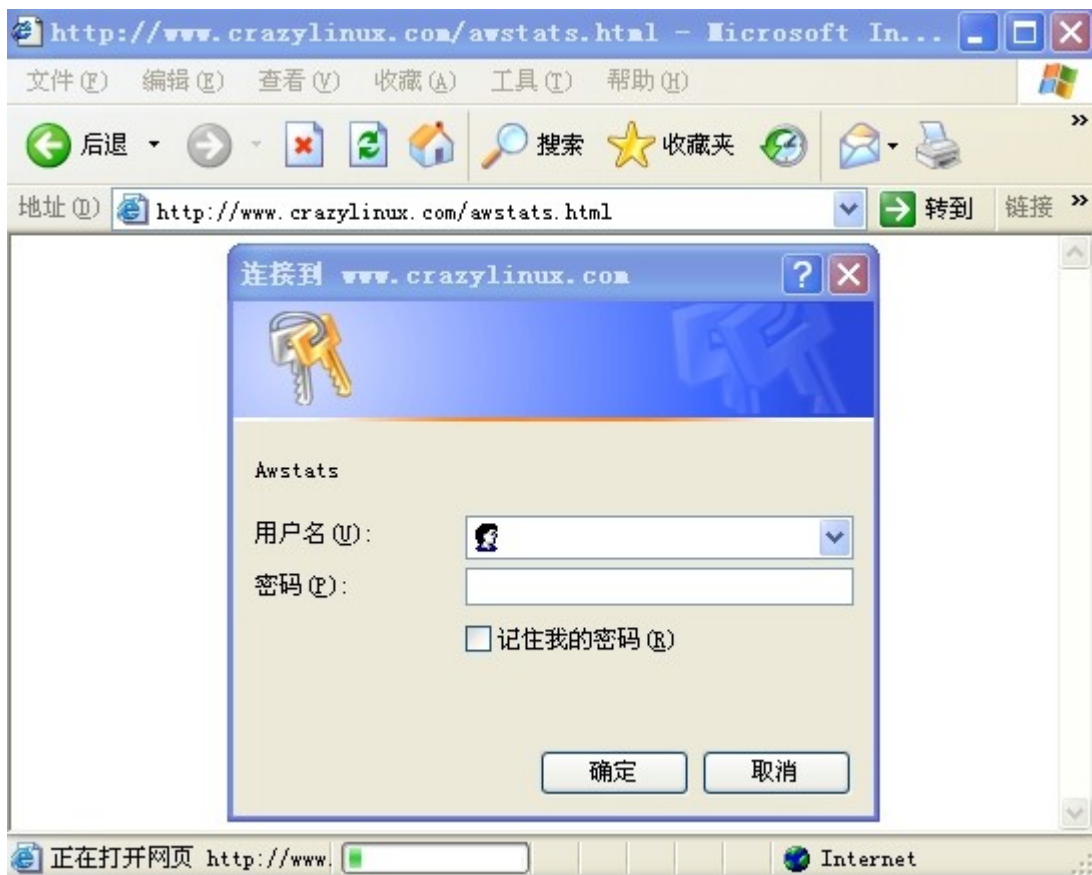 http://www.crazylinux.com/awstats.html - Microsoft In...
文件(F) 编辑(E) 查看(V) 收藏(A) 工具(T) 帮助(H)
后退 搜索 收藏夹 »
地址(D) http://www.crazylinux.com/awstats.html 转到 链接 »
连接到 www.crazylinux.com
Awstats
用户名(U):
密码(P):
记住我的密码(R)
确定 取消
正在打开网页 http://www. Internet